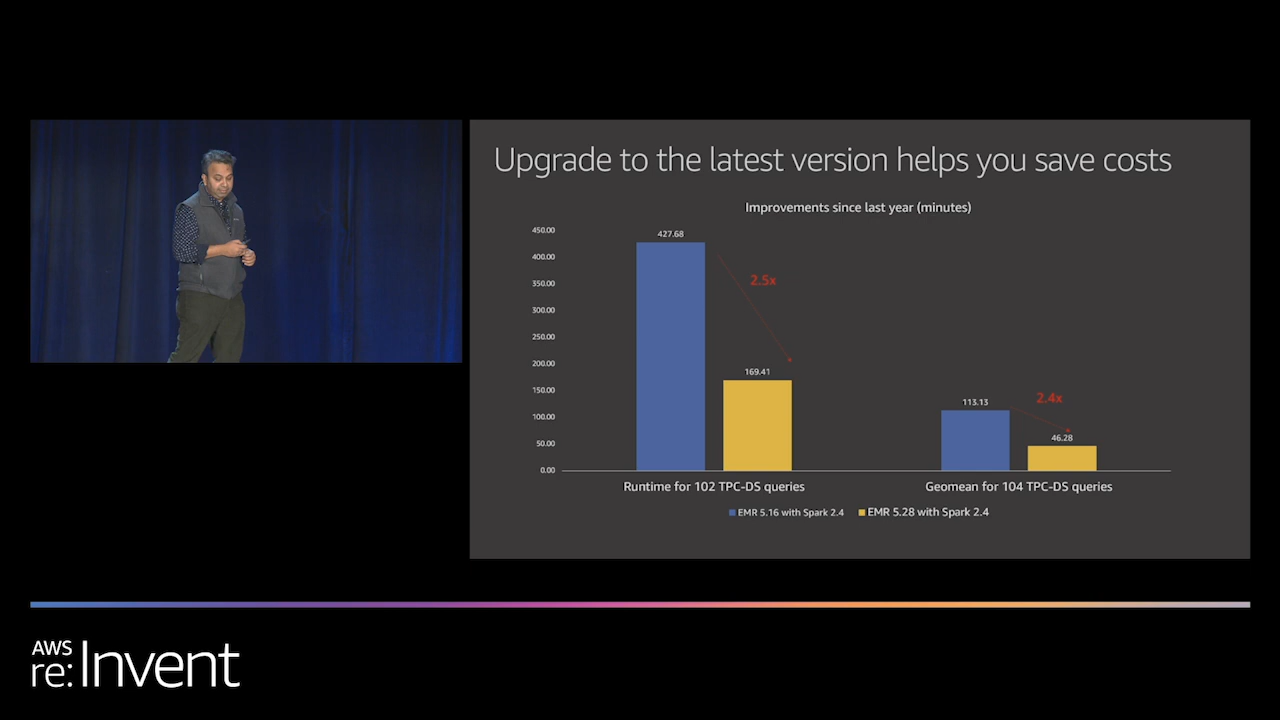 Upgrade to the latest version helps you save costs
Improvements since last year (minutes)
450.00
400.00
350.00
300.00
250.00
200.00
150.00
100.00
50.00
0.00
427.68
2.5x
169.41
113.13
2.4x
46.28
Runtime for 102 TPC-DS queries
Geomean for 104 TPC-DS queries
EMR 5.16 with Spark 2.4
EMR 5.28 with Spark 2.4
AWS
re:Invent